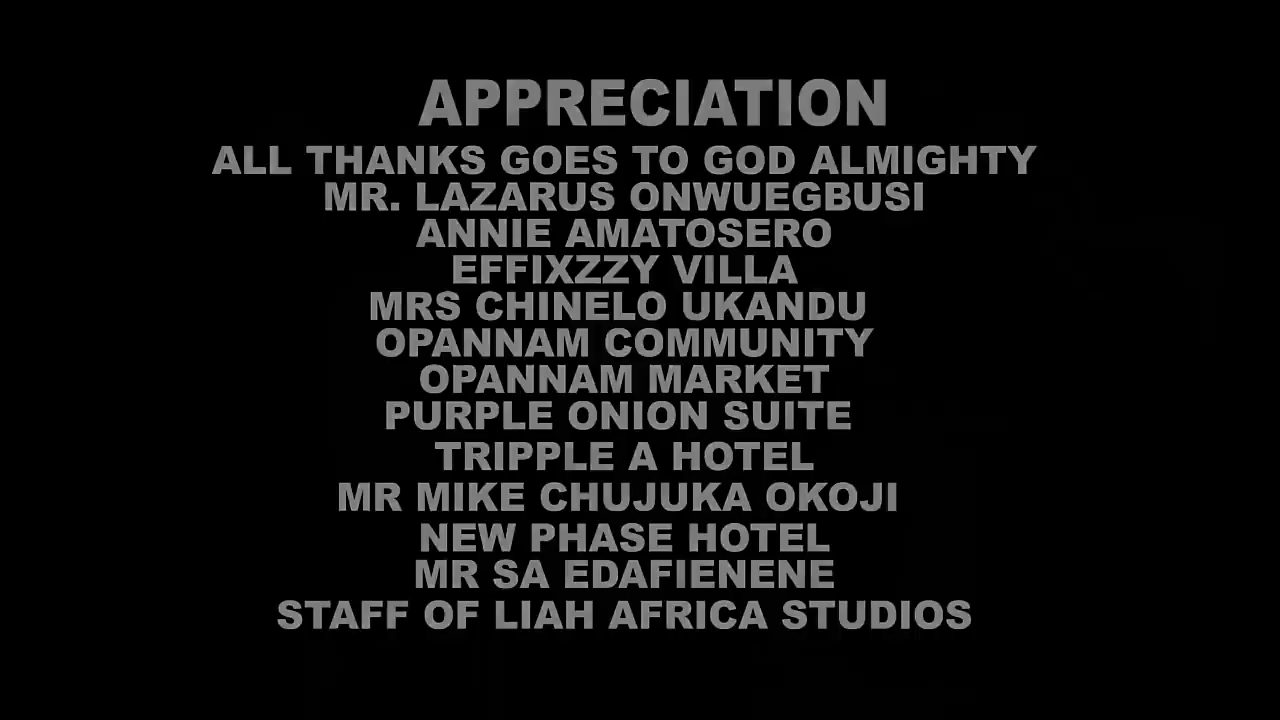 APPRECIATION
ALL THANKS GOES TO GOD ALMIGHTY
MR. LAZARUS ONWUEGBUSI
ANNIE AMATOSERO
EFFIXZZY VILLA
MRS CHINELO UKANDU
OPANNAM COMMUNITY
OPANNAM MARKET
PURPLE ONION SUITE
TRIPPLE A HOTEL
MR MIKE CHUJUKA OKOJI
NEW PHASE HOTEL
MR SA EDAFIENENE
STAFF OF LIAH AFRICA STUDIOS